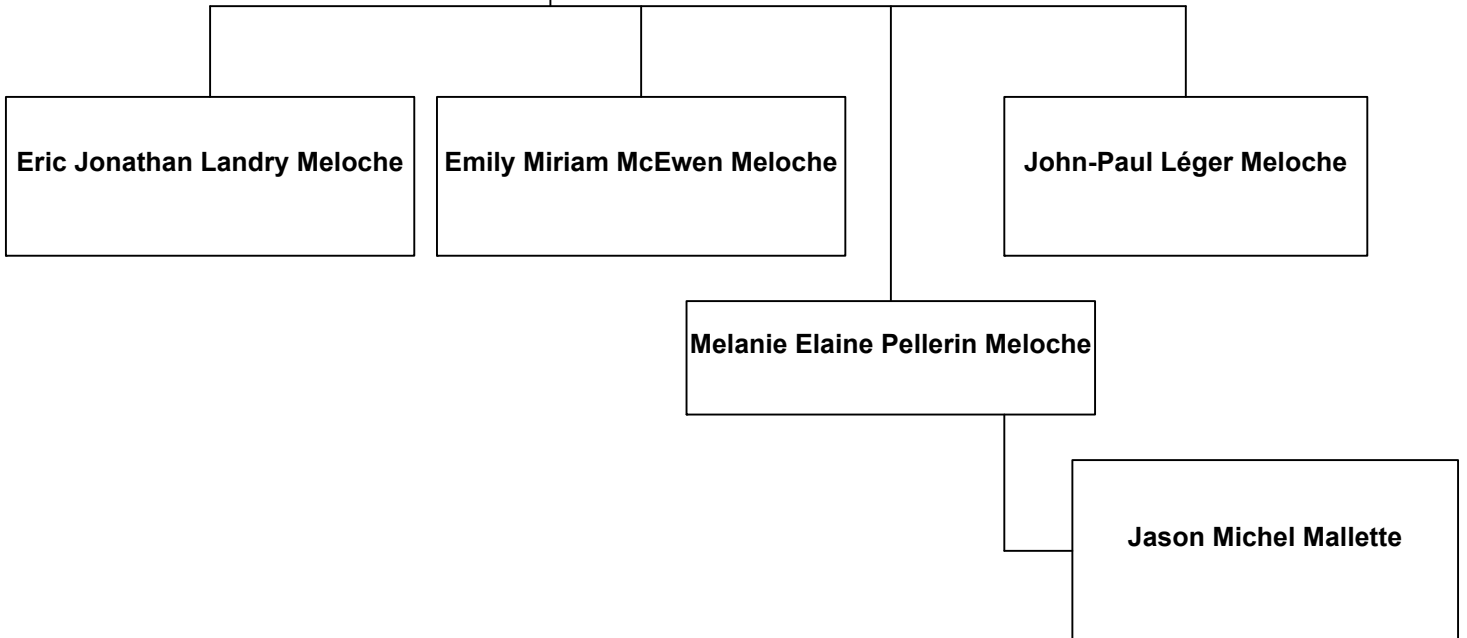 Eric Jonathan Landry Meloche
Emily Miriam McEwen Meloche
John-Paul Léger Meloche
Melanie Elaine Pellerin Meloche
Jason Michel Mallette